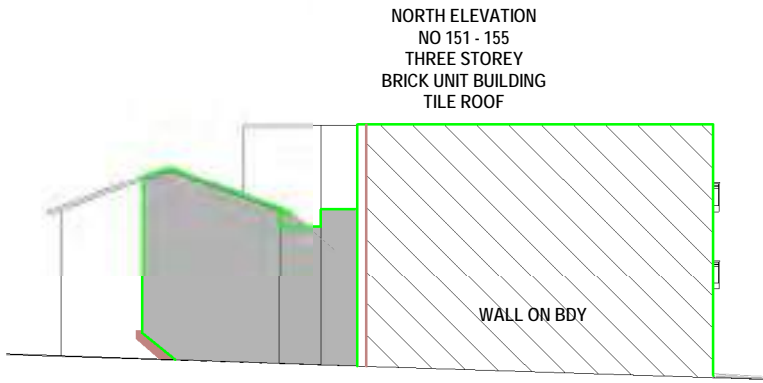 NORTH ELEVATION
NO 151 - 155
THREE STOREY
BRICK UNIT BUILDING
TILE ROOF
WALL ON BDY